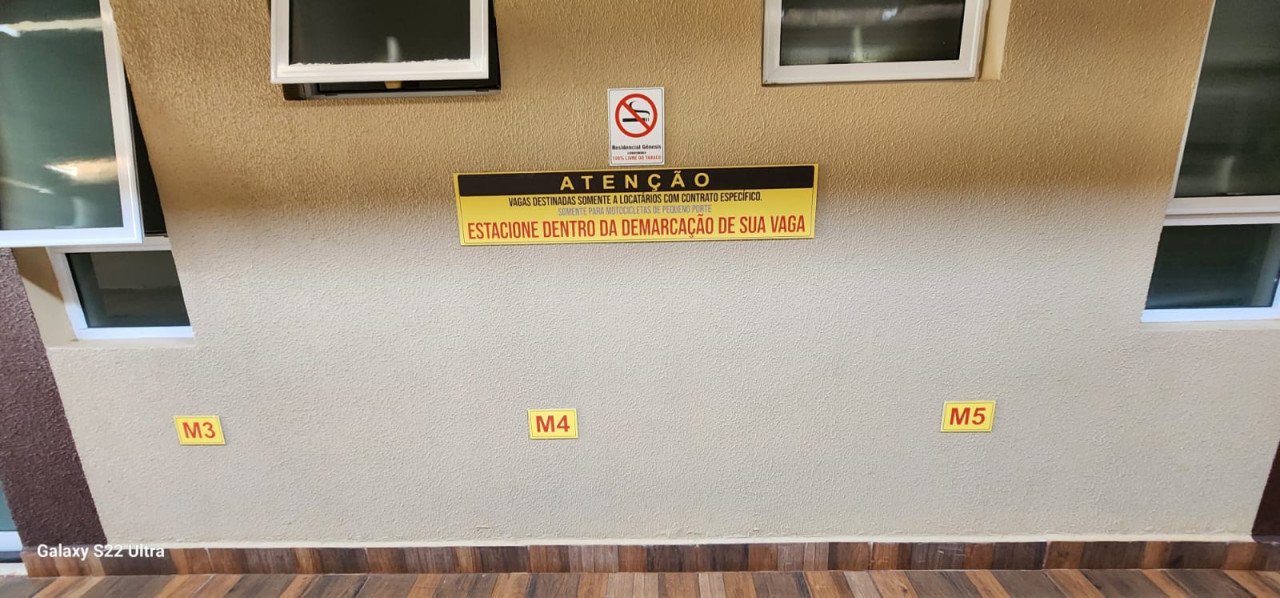 Residencial Gênesis
100% LIVRE DO TABACO
ATENÇÃO
VAGAS DESTINADAS SOMENTE A LOCATÁRIOS COM CONTRATO ESPECÍFICO.
SOMENTE PARA MOTOCICLETAS DE PEQUENO PORTE
ESTACIONE DENTRO DA DEMARCAÇÃO DE SUA VAGA
M3
M4
M5
Galaxy S22 Ultra